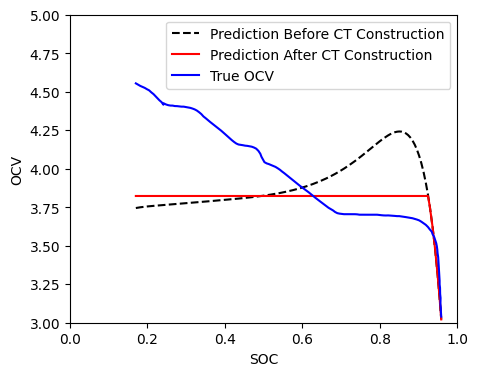 5.00
4.75
4.50
4.25
4.00
3.75
3.50
3.25
3.00
OCV
Prediction Before CT Construction
Prediction After CT Construction
True OCV
0.0 0.2 0.4 0.6 0.8 1.0
SOC